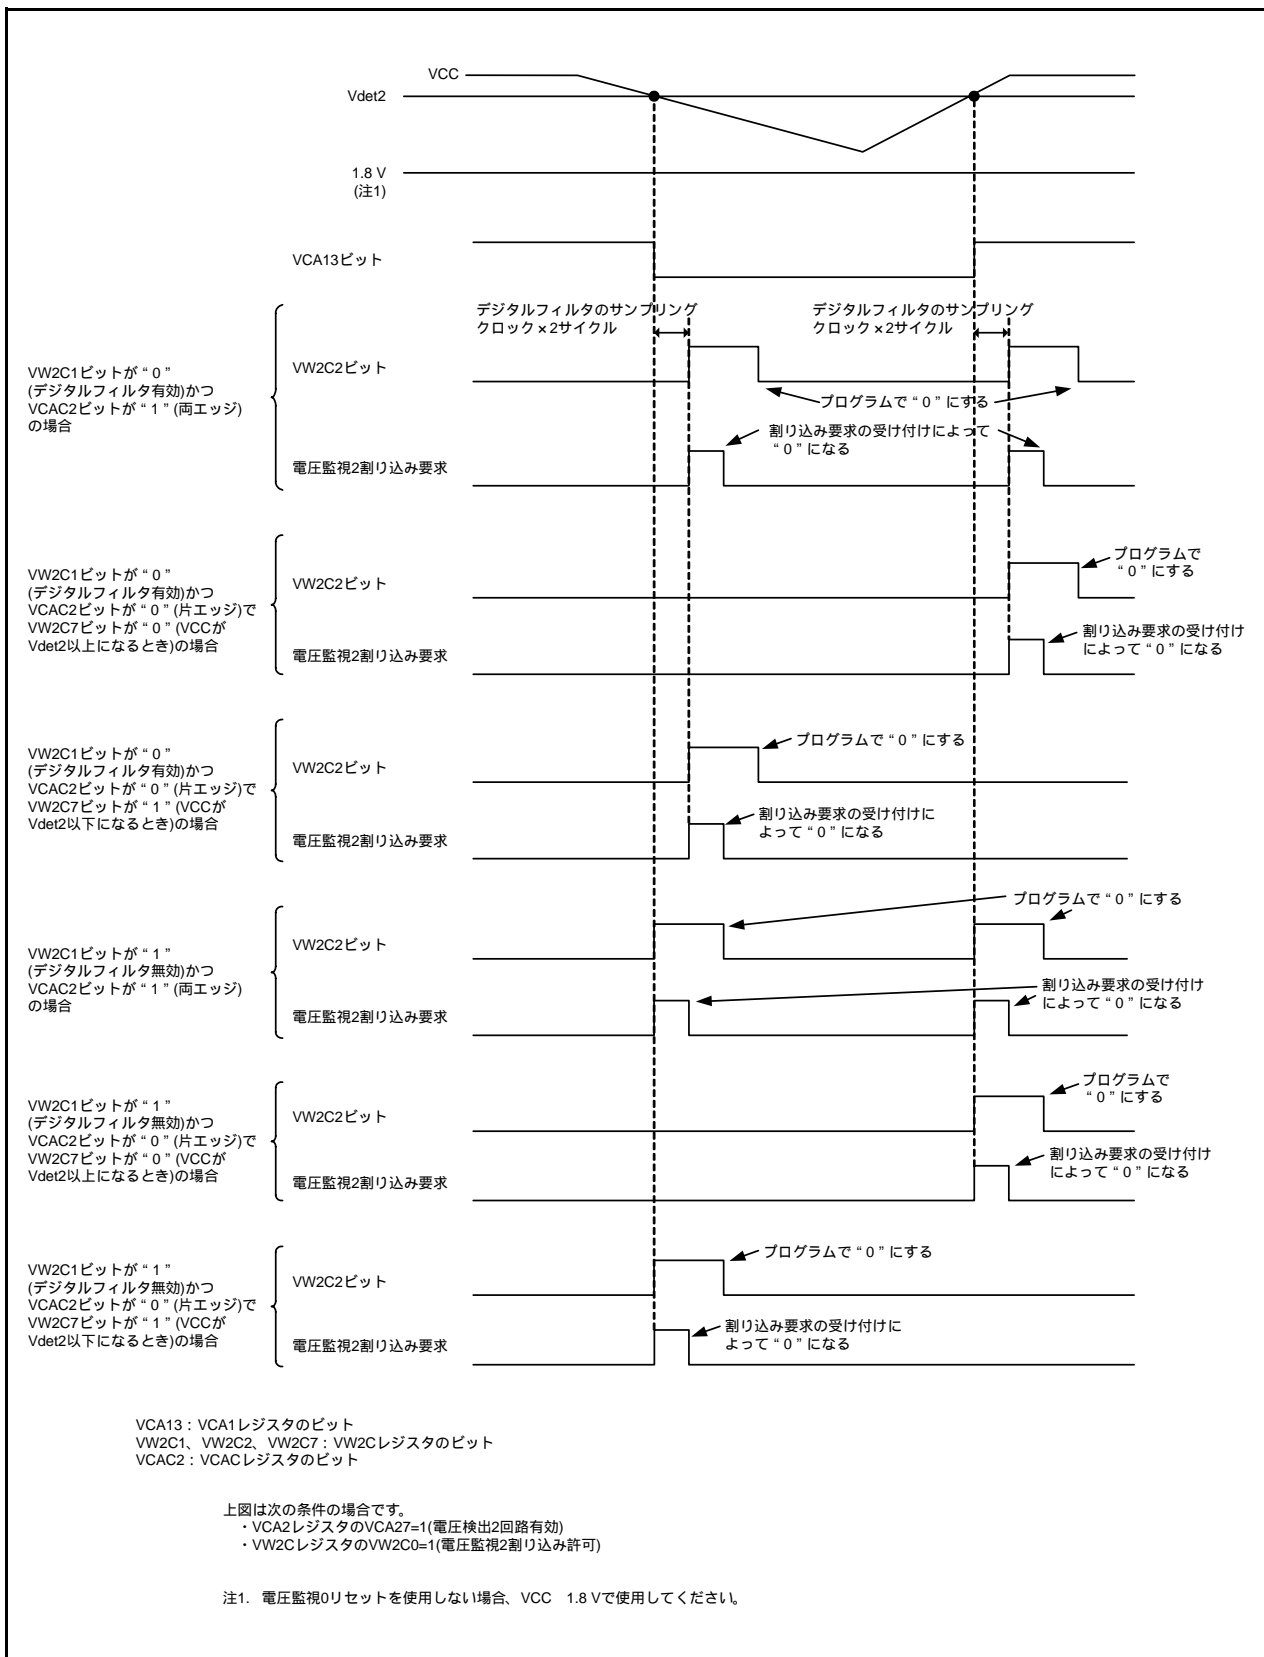 VCC
Vdet2
1.8 V
(注1)
VCA13ビット
デジタルフィルタのサンプリング
クロック×2サイクル
デジタルフィルタのサンプリング
クロック×2サイクル
VW2C1ビットが“0”
(デジタルフィルタ有効)かつ
VCAC2ビットが“1”(両エッジ)
の場合
VW2C2ビット
プログラムで“0”にする
割り込み要求の受け付けによって
“0”になる
電圧監視2割り込み要求
VW2C1ビットが“0”
(デジタルフィルタ有効)かつ
VCAC2ビットが“0”(片エッジ)で
VW2C7ビットが“0”(VCCが
Vdet2以上になるとき)の場合
VW2C2ビット
プログラムで
“0”にする
電圧監視2割り込み要求
割り込み要求の受け付け
によって“0”になる
VW2C1ビットが“0”
(デジタルフィルタ有効)かつ
VCAC2ビットが“0”(片エッジ)で
VW2C7ビットが“1”(VCCが
Vdet2以下になるとき)の場合
VW2C2ビット
プログラムで“0”にする
電圧監視2割り込み要求
割り込み要求の受け付けに
よって“0”になる
VW2C1ビットが“1”
(デジタルフィルタ無効)かつ
VCAC2ビットが“1”(両エッジ)
の場合
VW2C2ビット
プログラムで“0”にする
電圧監視2割り込み要求
割り込み要求の受け付け
によって“0”になる
VW2C1ビットが“1”
(デジタルフィルタ無効)かつ
VCAC2ビットが“0”(片エッジ)で
VW2C7ビットが“0”(VCCが
Vdet2以上になるとき)の場合
VW2C2ビット
プログラムで
“0”にする
電圧監視2割り込み要求
割り込み要求の受け付け
によって“0”になる
VW2C1ビットが“1”
(デジタルフィルタ無効)かつ
VCAC2ビットが“0”(片エッジ)で
VW2C7ビットが“1”(VCCが
Vdet2以下になるとき)の場合
VW2C2ビット
プログラムで“0”にする
電圧監視2割り込み要求
割り込み要求の受け付けに
よって“0”になる
VCA13：VCA1レジスタのビット
VW2C1、VW2C2、VW2C7：VW2Cレジスタのビット
VCAC2：VCACレジスタのビット
上図は次の条件の場合です。
・VCA2レジスタのVCA27=1(電圧検出2回路有効)
・VW2CレジスタのVW2C0=1(電圧監視2割り込み許可)
注1. 電圧監視0リセットを使用しない場合、VCC 1.8 Vで使用してください。